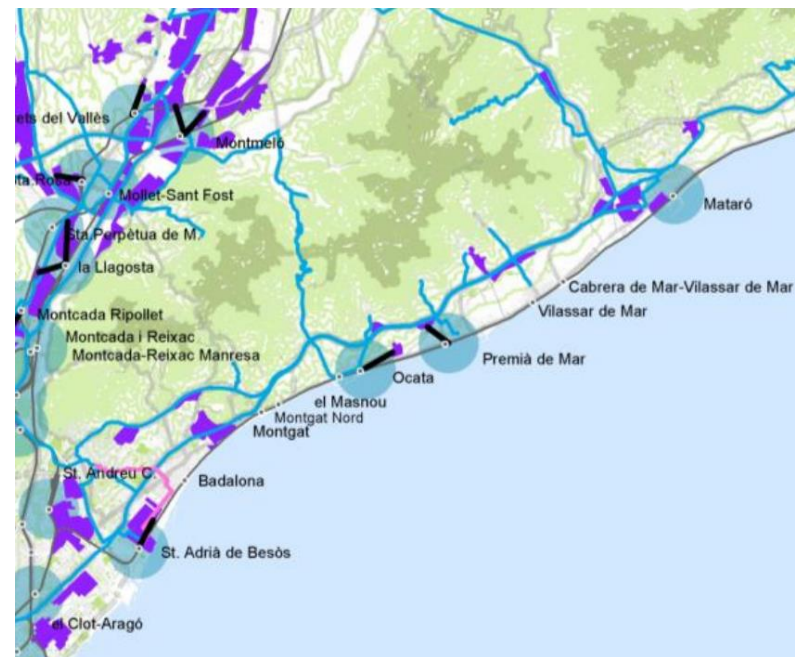 ets del Vallès
Montmeló
ta Rosa
Mollet-Sant Fost
Sta.Perpètua de M.
la Llagosta
Mataró
Cabrera de Mar-Vilassar de Mar
Vilassar de Mar
Montcada Ripollet
Montcada i Reixac
Montcada-Reixac Manresa
Premià de Mar
Ocata
el Masnou
Montgat Nord
Montgat
St. Andreu C.
Badalona
St. Adrià de Besòs
el Clot-Aragó